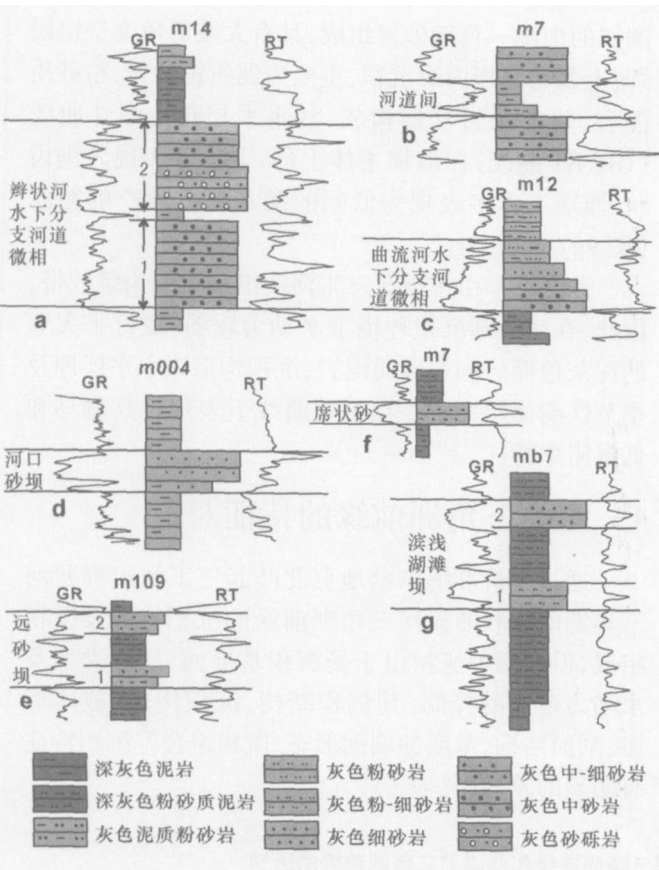 m14
GR
RT
辫状河
水下分
支河道
微相
2
1
a
m7
GR
RT
河道间
b
m12
GR
RT
曲流河水
下分支河
道微相
c
m004
GR
RT
河口
砂坝
d
m7
GR
RT
席状砂
f
m109
GR
RT
远
砂
坝
2
1
e
mb7
GR
RT
滨浅
湖滩
坝
2
1
g
深灰色泥岩
灰色粉砂岩
灰色中-细砂岩
深灰色粉砂质泥岩
灰色粉-细砂岩
灰色中砂岩
灰色泥质粉砂岩
灰色细砂岩
灰色砂砾岩